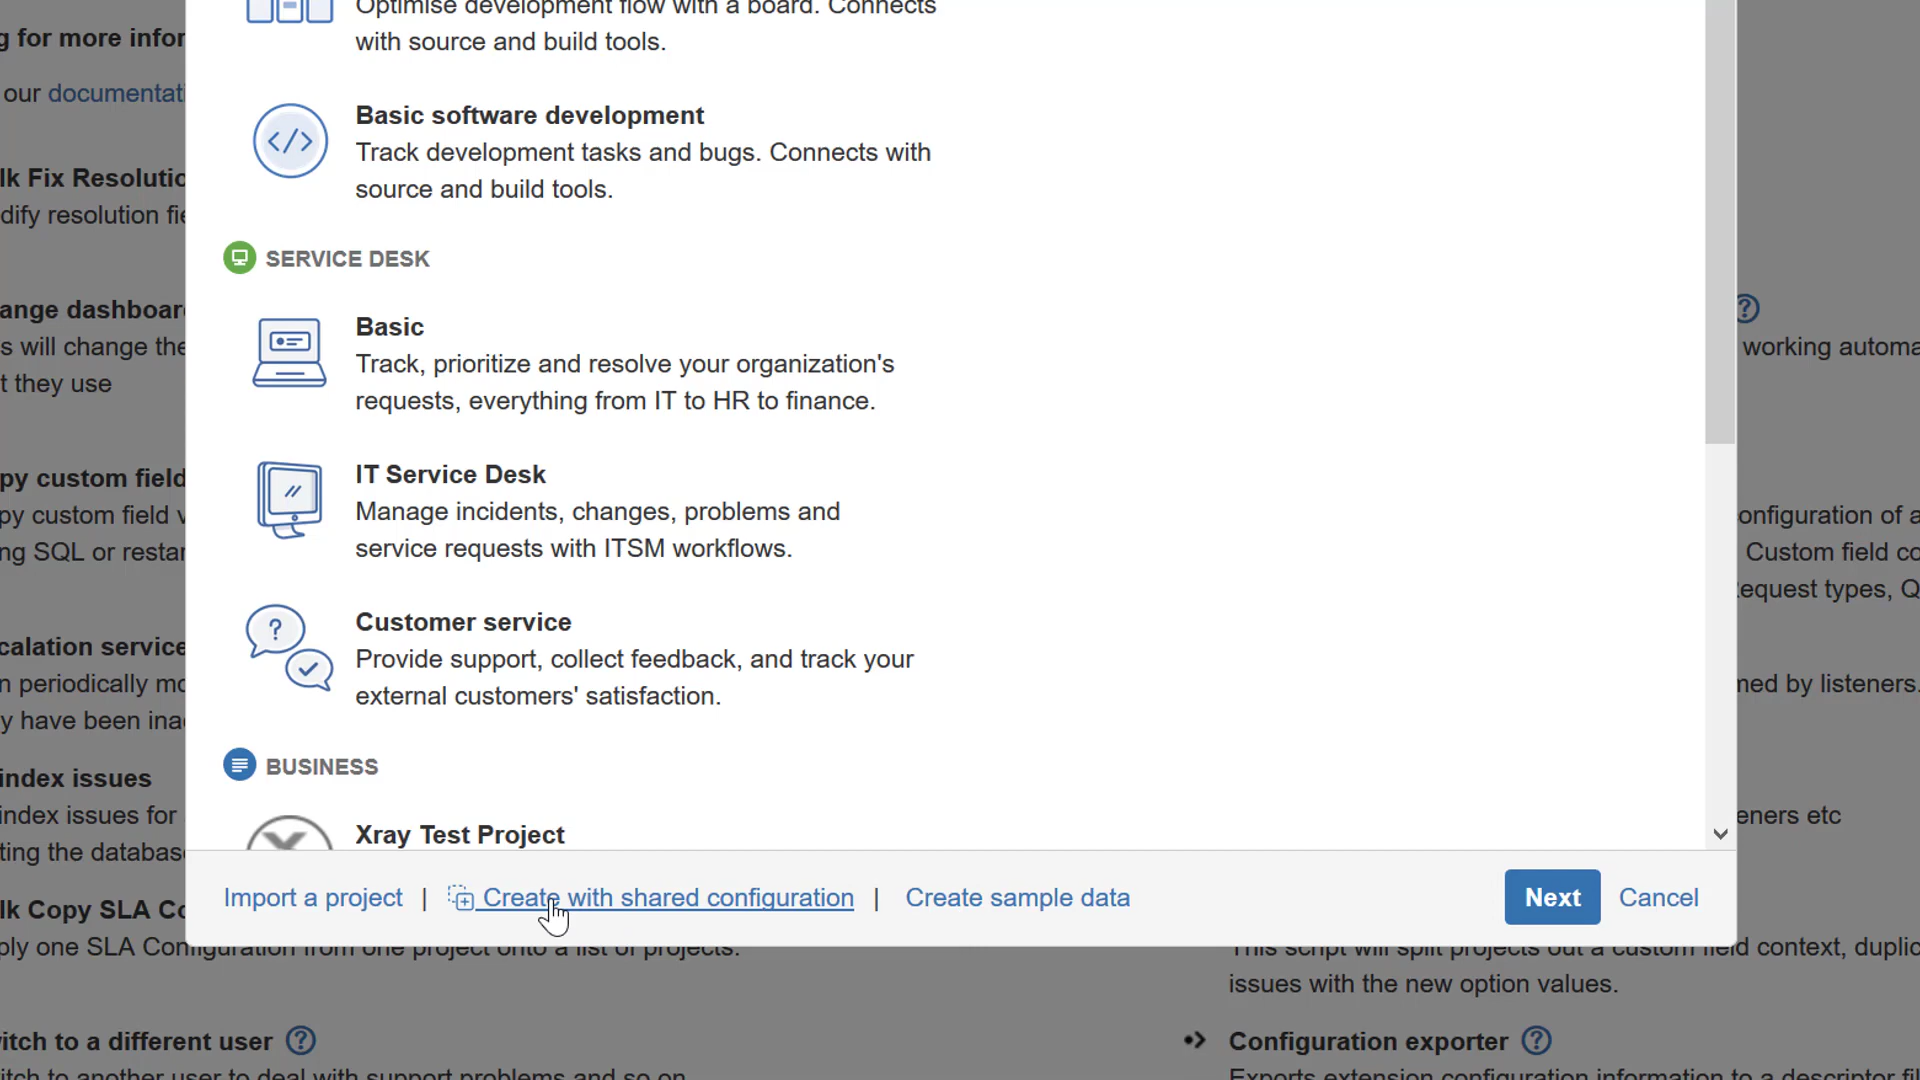 Optimise development flow with a board. Connects
with source and build tools.
Basic software development
Track development tasks and bugs. Connects with
source and build tools.
SERVICE DESK
Basic
Track, prioritize and resolve your organization's
requests, everything from IT to HR to finance.
IT Service Desk
Manage incidents, changes, problems and
service requests with ITSM workflows.
Customer service
Provide support, collect feedback, and track your
external customers' satisfaction.
BUSINESS
Xray Test Project
Import a project | Create with shared configuration | Create sample data
Next Cancel
g for more infor
our documentati
lk Fix Resolutio
dify resolution fie
ange dashboar
s will change the
t they use
py custom field
py custom field v
ng SQL or restar
calation service
n periodically mo
y have been ina
index issues
index issues for
ting the databas
lk Copy SLA Co
ply one SLA Configuration from one project onto a list of projects.
itch to a different user
itch to another user to deal with support problems and so on
working automa
onfiguration of a
Custom field co
equest types, Q
ned by listeners.
eners etc
This script will split projects out a custom field context, duplic
issues with the new option values.
Configuration exporter
Exports extension configuration information to a descriptor fil